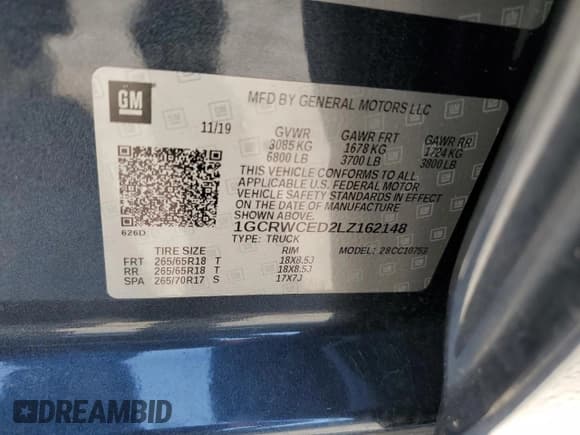 GM
MFD BY GENERAL MOTORS LLC
11/19 GVWR GAWR FRT GAWR RR
3085 KG 1678 KG 1724 KG
6800 LB 3700 LB 3800 LB
THIS VEHICLE CONFORMS TO ALL
APPLICABLE U.S. FEDERAL MOTOR
VEHICLE SAFETY STANDARDS IN EFFECT
ON THE DATE OF MANUFACTURE
SHOWN ABOVE.
1GCRWCED2LZ162148
626D
TYPE: TRUCK MODEL: 28CC10753
TIRE SIZE RIM
FRT 265/65R18 T 18X8.5J
RR 265/65R18 T 18X8.5J
SPA 265/70R17 S 17X7J
DREAMBID